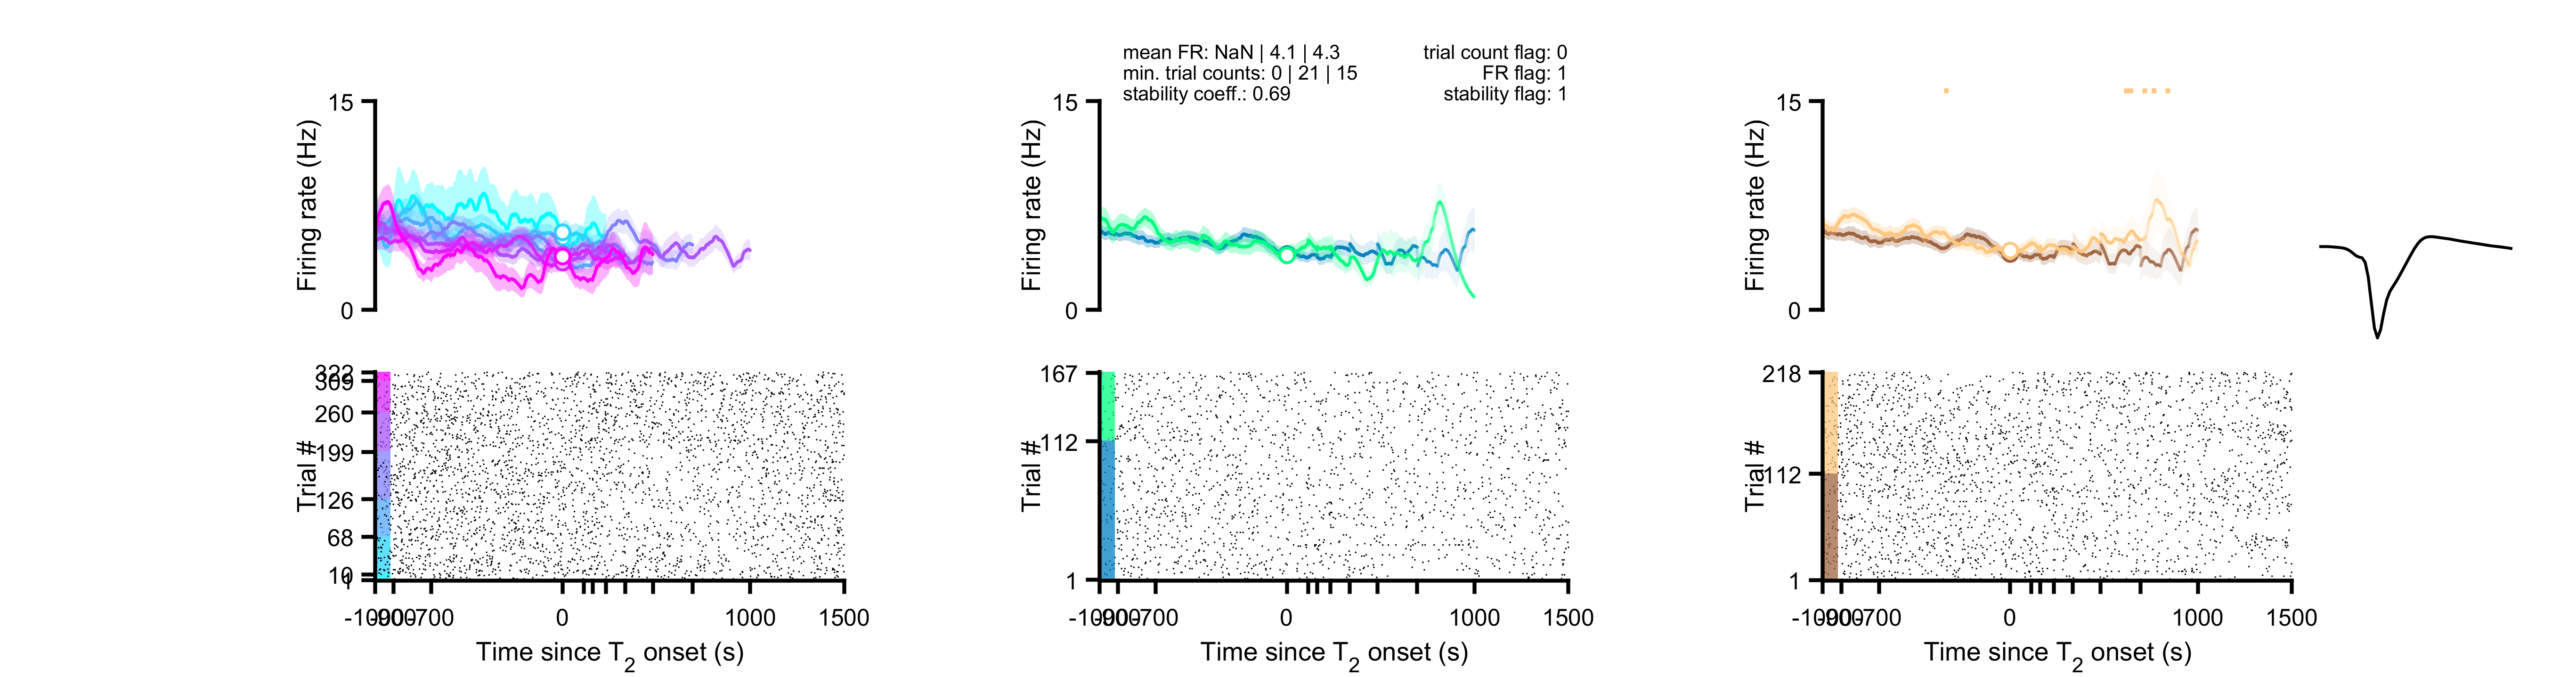 mean FR: NaN | 4.1 | 4.3
min. trial counts: 0 | 21 | 15
stability coeff.: 0.69
trial count flag: 0
FR flag: 1
stability flag: 1
15
Firing rate (Hz)
0
15
Firing rate (Hz)
0
15
Firing rate (Hz)
0
309
260
199
126
68
10
Trial #
0
1000
1500
Time since T2 onset (s)
167
112
1
Trial #
0
1000
1500
Time since T2 onset (s)
218
112
1
Trial #
0
1000
1500
Time since T2 onset (s)